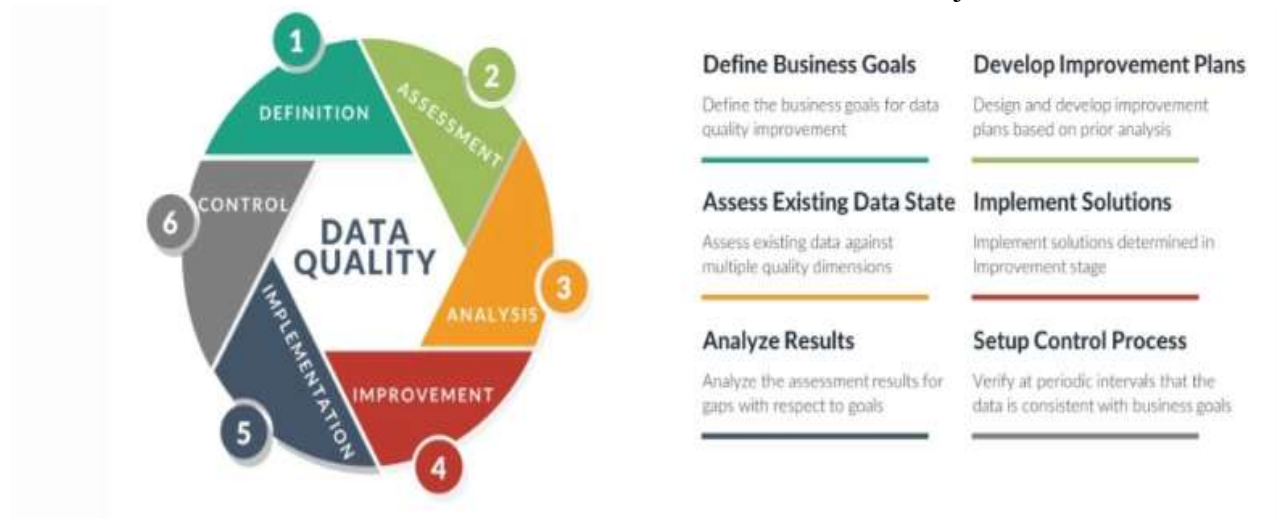 1
DEFINITION
2
ASSESSMENT
3
ANALYSIS
4
IMPROVEMENT
5
IMPLEMENTATION
6
CONTROL
DATA
QUALITY
Define Business Goals
Define the business goals for data
quality improvement
Develop Improvement Plans
Design and develop improvement
plans based on prior analysis
Assess Existing Data State
Assess existing data against
multiple quality dimensions
Implement Solutions
Implement solutions determined in
Improvement stage
Analyze Results
Analyze the assessment results for
gaps with respect to goals
Setup Control Process
Verify at periodic intervals that the
data is consistent with business goals